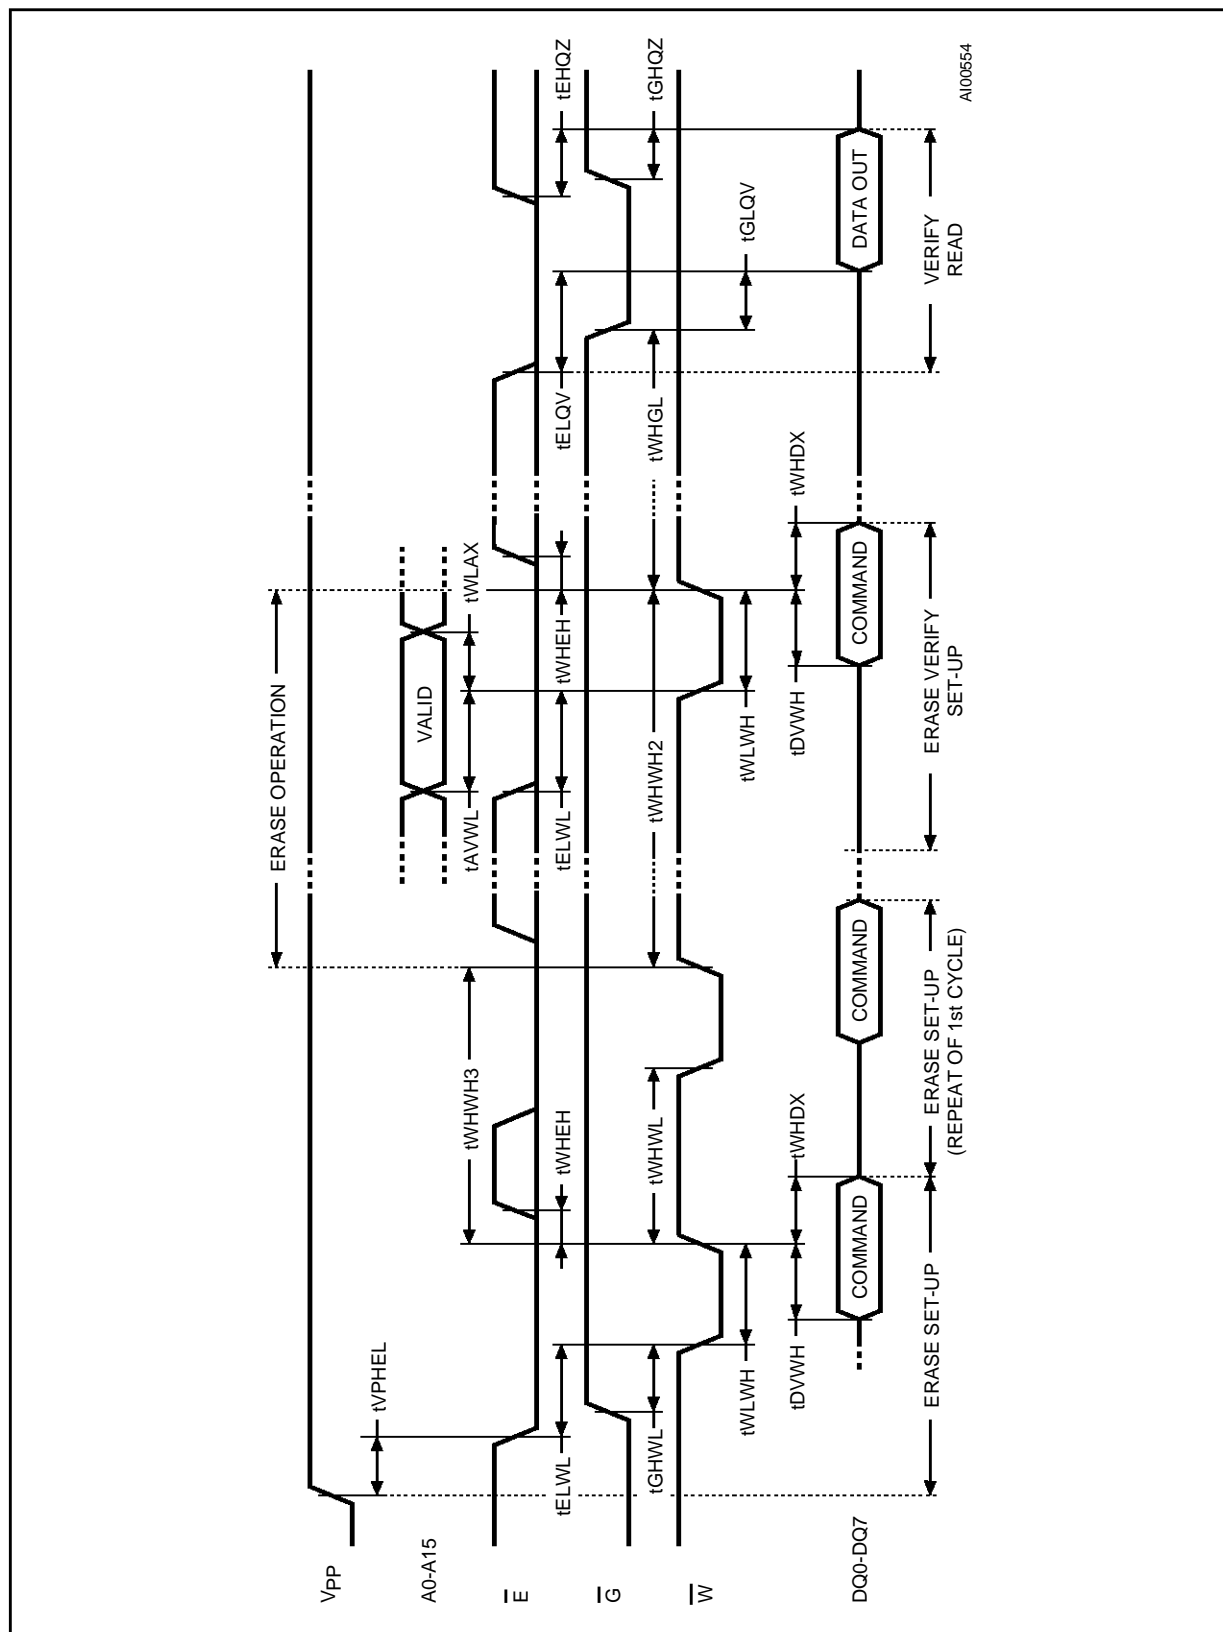 ERASE OPERATION
VPP
tVPHEL
A0-A15
VALID
tWHWH3
tAVWL
tWLAX
E
tELWL
tWHEH
tELWL
tWHEH
tELQV
tEHQZ
G
tGHWL
tWHWL
tWHWH2
tWHGL
tGHQZ
W
tWLWH
tWLWH
tGLQV
tDVWH
tWHDX
tDVWH
tWHDX
DQ0-DQ7
COMMAND
COMMAND
COMMAND
DATA OUT
ERASE SET-UP
ERASE SET-UP
(REPEAT OF 1st CYCLE)
ERASE VERIFY
SET-UP
VERIFY
READ
AI00554